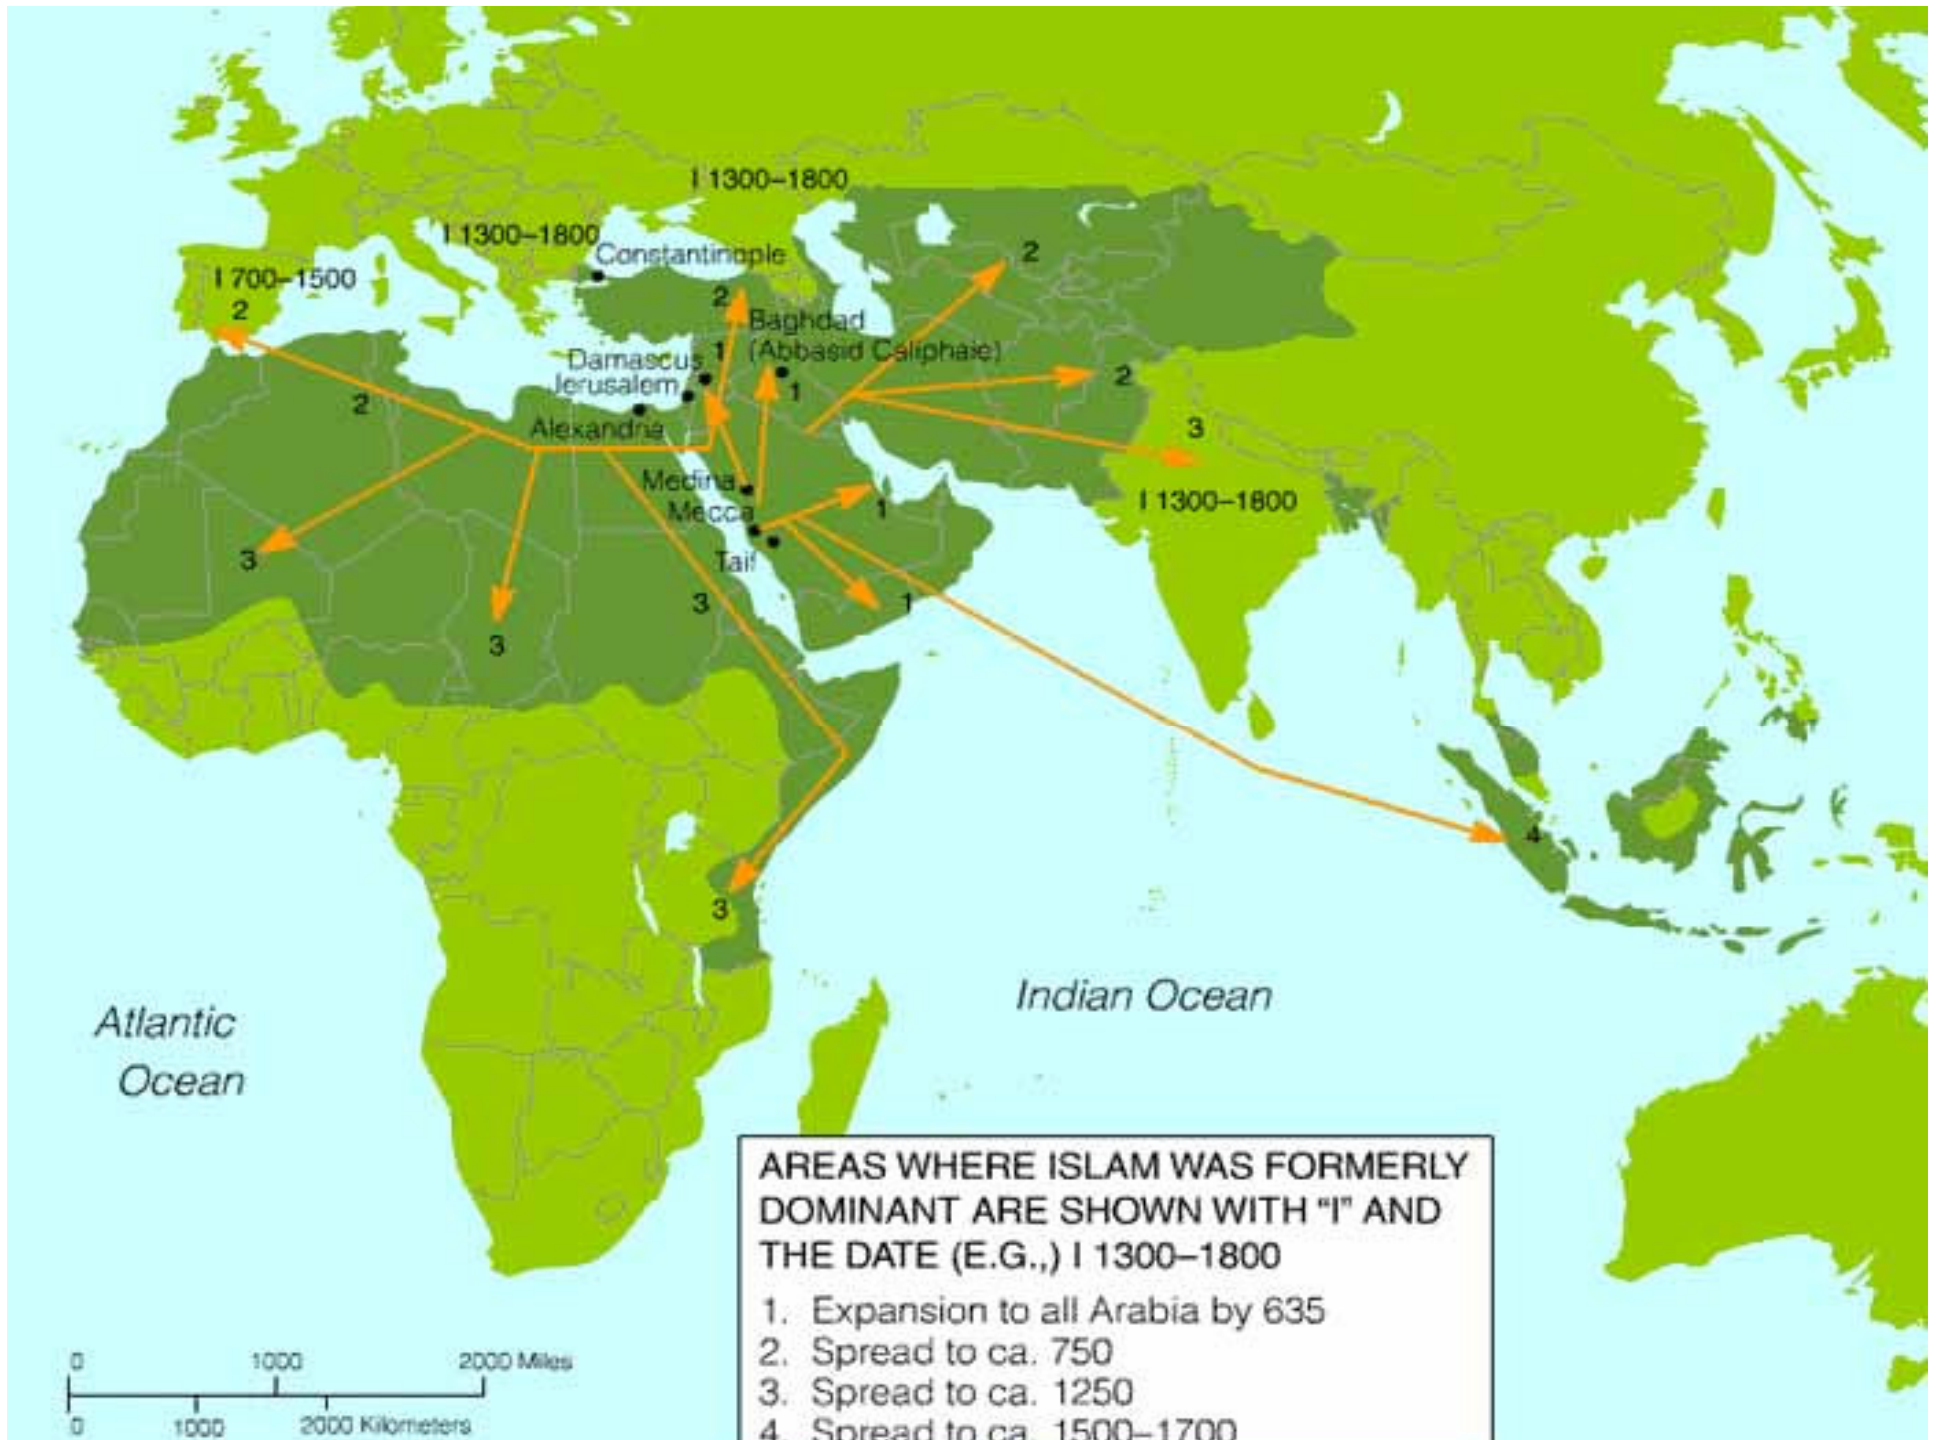 I 1300–1800
I 1300–1800
Constantinople
I 700–1500
2
2
2
Baghdad
(Abbasid Caliphaie)
1
Damascus
Jerusalem
1
2
2
Alexandria
3
Medina
Mecca
1
I 1300–1800
3
Taif
3
1
3
4
3
Indian Ocean
Atlantic
Ocean
AREAS WHERE ISLAM WAS FORMERLY
DOMINANT ARE SHOWN WITH “I” AND
THE DATE (E.G.,) I 1300–1800
1. Expansion to all Arabia by 635
2. Spread to ca. 750
3. Spread to ca. 1250
4. Spread to ca. 1500–1700
0 1000 2000 Miles
0 1000 2000 Kilometers